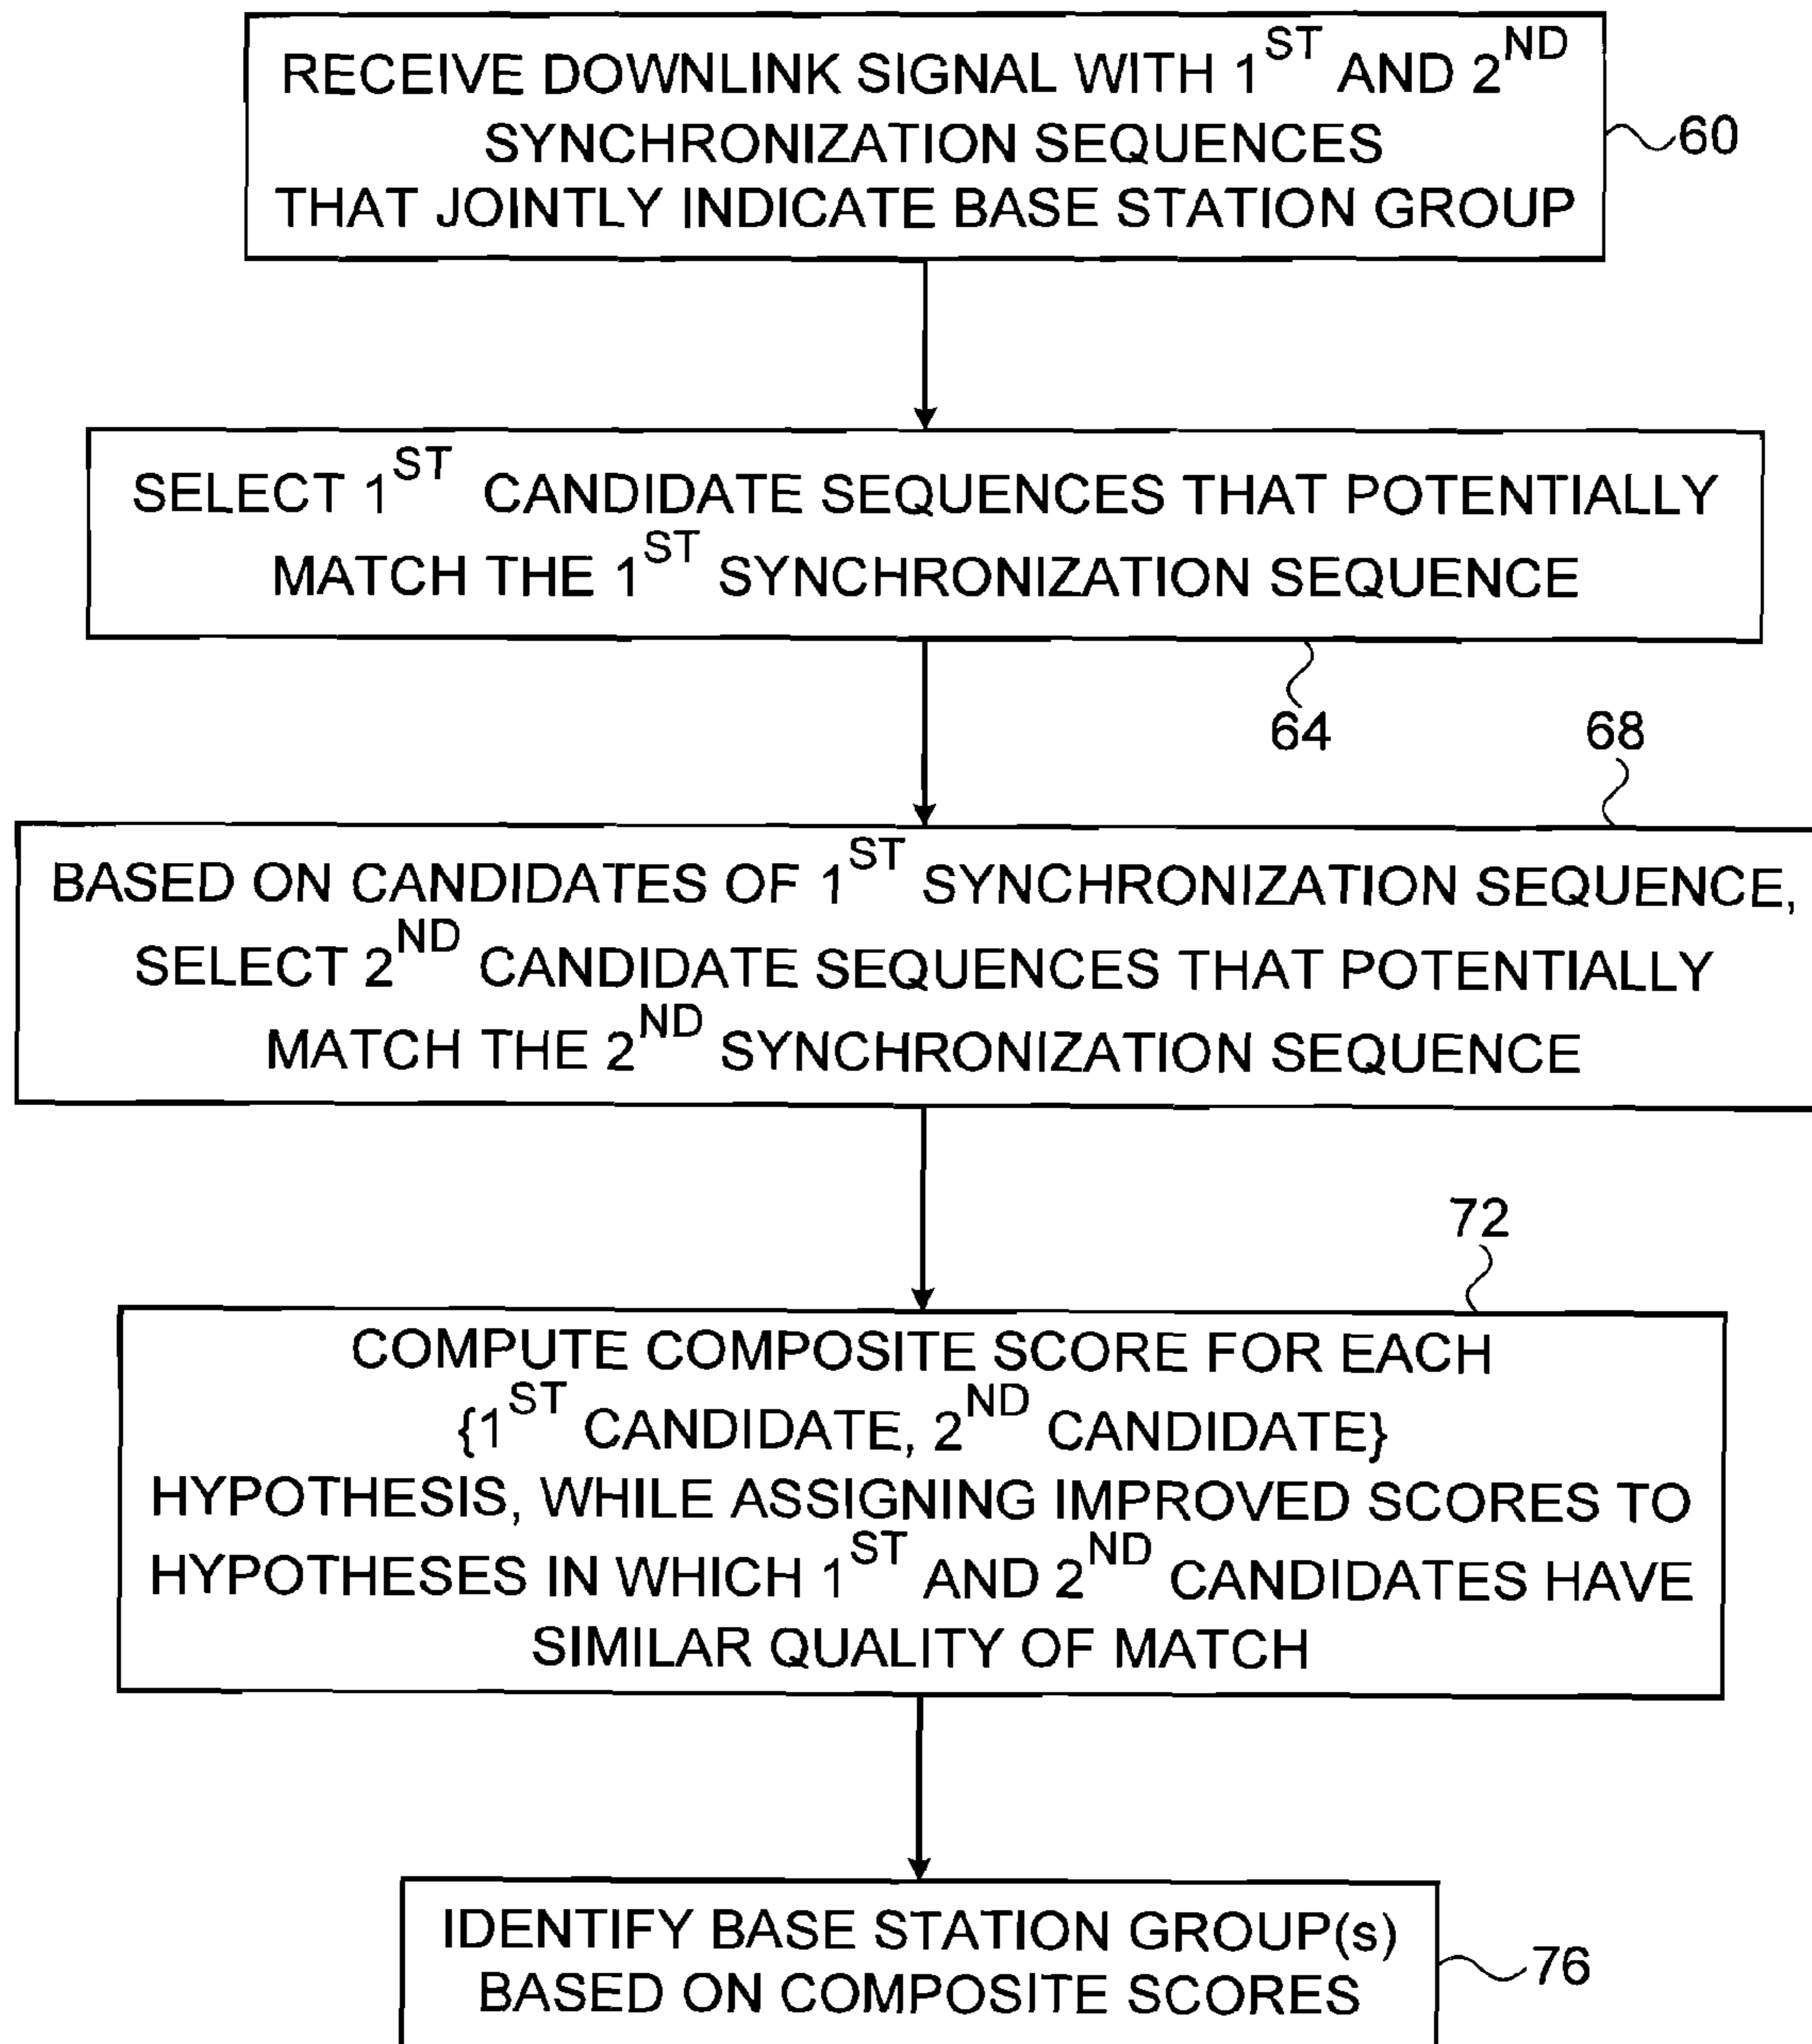 RECEIVE DOWNLINK SIGNAL WITH 1ST AND 2ND
SYNCHRONIZATION SEQUENCES
THAT JOINTLY INDICATE BASE STATION GROUP
60
SELECT 1ST CANDIDATE SEQUENCES THAT POTENTIALLY
MATCH THE 1ST SYNCHRONIZATION SEQUENCE
64
68
BASED ON CANDIDATES OF 1ST SYNCHRONIZATION SEQUENCE,
SELECT 2ND CANDIDATE SEQUENCES THAT POTENTIALLY
MATCH THE 2ND SYNCHRONIZATION SEQUENCE
72
COMPUTE COMPOSITE SCORE FOR EACH
{1ST CANDIDATE, 2ND CANDIDATE}
HYPOTHESIS, WHILE ASSIGNING IMPROVED SCORES TO
HYPOTHESES IN WHICH 1ST AND 2ND CANDIDATES HAVE
SIMILAR QUALITY OF MATCH
IDENTIFY BASE STATION GROUP(s)
BASED ON COMPOSITE SCORES
76